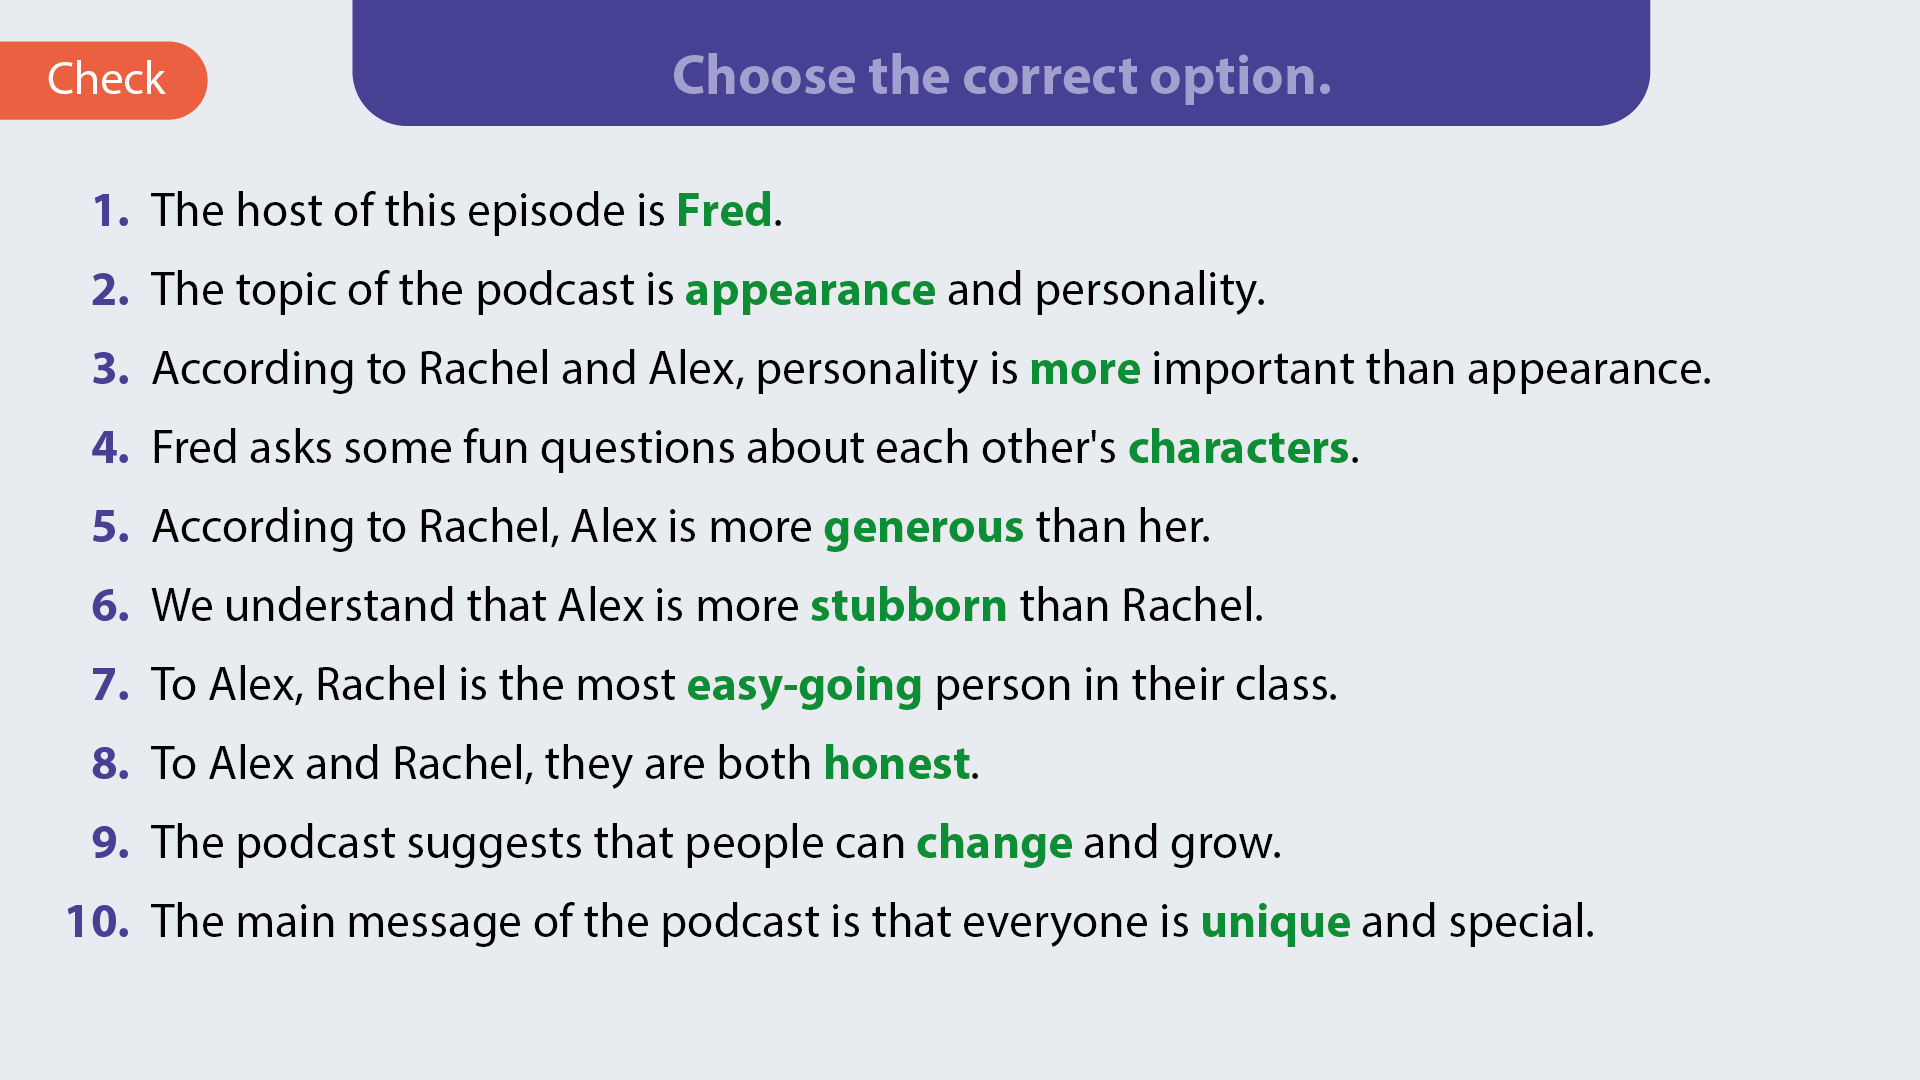 Check
Choose the correct option.
1. The host of this episode is Fred.
2. The topic of the podcast is appearance and personality.
3. According to Rachel and Alex, personality is more important than appearance.
4. Fred asks some fun questions about each other's characters.
5. According to Rachel, Alex is more generous than her.
6. We understand that Alex is more stubborn than Rachel.
7. To Alex, Rachel is the most easy-going person in their class.
8. To Alex and Rachel, they are both honest.
9. The podcast suggests that people can change and grow.
10. The main message of the podcast is that everyone is unique and special.